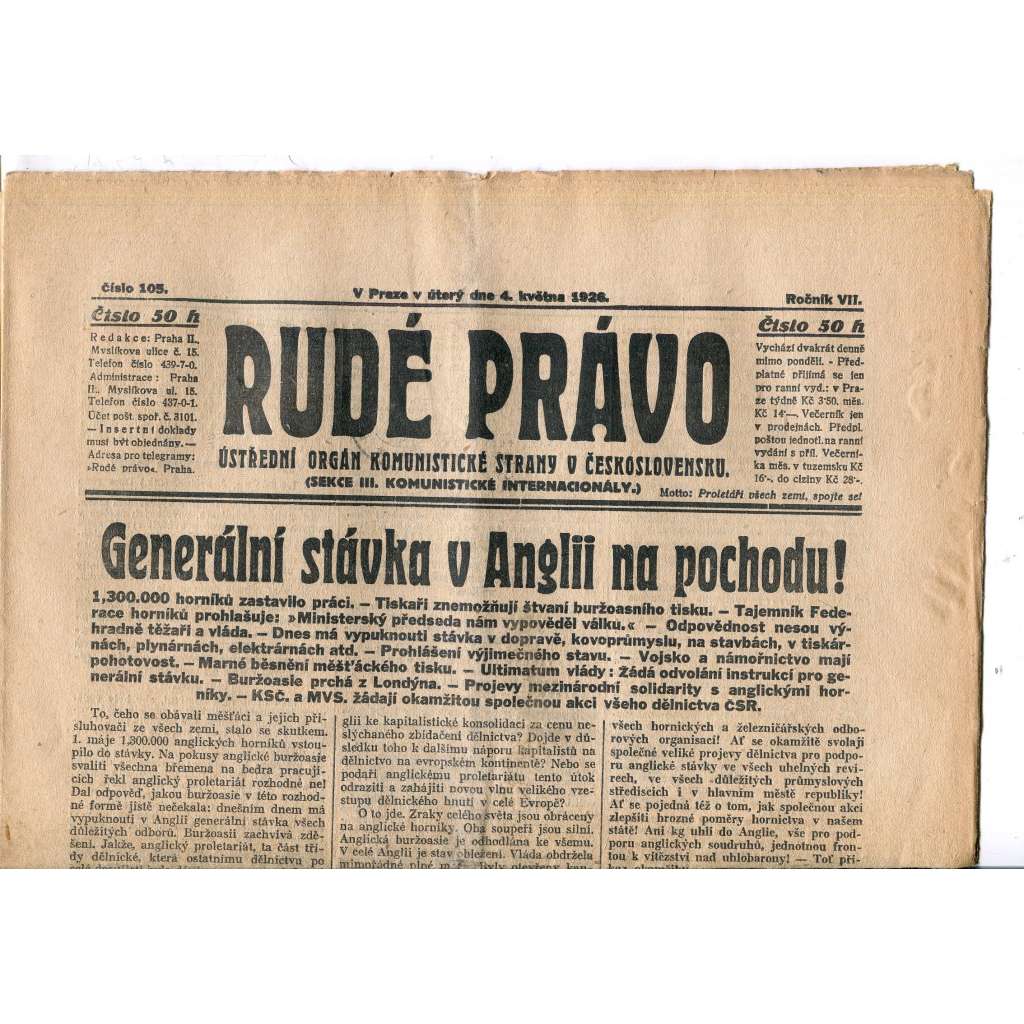 Číslo 105.
V Praze v úterý dne 4. května 1926.
Ročník VII.
Číslo 50 h
Redakce: Praha II.,
Myslíkova ulice č. 15.
Telefon číslo 439-7-0.
Administrace: Praha
II. Myslíkova ul. 15.
Telefon číslo 437-0-1.
Účet pošt. spoř. č. 3101.
— Insertní doklady
musí být objednány. —
Adresa pro telegramy:
»Rudé právo«. Praha.
RUDÉ PRÁVO
ÚSTŘEDNÍ ORGÁN KOMUNISTICKÉ STRANY V ČESKOSLOVENSKU.
(SEKCE III. KOMUNISTICKÉ INTERNACIONÁLY.)
Motto: Proletáři všech zemí, spojte se!
Číslo 50 h
Vychází dvakrát denně
mimo pondělí. - Před-
platné přijímá se jen
pro ranní vyd.: v Pra-
ze týdně Kč 3·50, měs.
Kč 14·—. Večerník jen
v prodejnách. Předpl.
poštou jednotl. na ranní
vydání s příl. Večerní-
ka měs. v tuzemsku Kč
16·-, do ciziny Kč 28·-.
Generální stávka v Anglii na pochodu!
1,300.000 horníků zastavilo práci. — Tiskaři znemožňují štvaní buržoasního tisku. — Tajemník Fede-
race horníků prohlašuje: »Ministerský předseda nám vypověděl válku.« — Odpovědnost nesou vý-
hradně těžaři a vláda. — Dnes má vypuknouti stávka v dopravě, kovoprůmyslu, na stavbách, v tiskár-
nách, plynárnách, elektrárnách atd. — Prohlášení výjimečného stavu. — Vojsko a námořnictvo mají
pohotovost. — Marné běsnění měšťáckého tisku. — Ultimatum vlády: Žádá odvolání instrukcí pro ge-
nerální stávku. — Buržoasie prchá z Londýna. — Projevy mezinárodní solidarity s anglickými hor-
níky. — KSČ. a MVS. žádají okamžitou společnou akci všeho dělnictva ČSR.
To, čeho se obávali měšťáci a jejich při-
sluhovači ze všech zemí, stalo se skutkem.
1. máje 1,300.000 anglických horníků vstou-
pilo do stávky. Na pokusy anglické buržoasie
svaliti všechna břemena na bedra pracují-
cích řekl anglický proletariát rozhodné ne!
Dal odpověď, jakou buržoasie v této rozhod-
né formě jistě nečekala: dnešním dnem má
vypuknouti v Anglii generální stávka všech
důležitých odborů. Buržoasii zachvívá zdě-
šení. Jakže, anglický proletariát, ta část tří-
dy dělnické, která ostatnímu dělnictvu po
glii ke kapitalistické konsolidaci za cenu ne-
slýchaného zbídačení dělnictva? Dojde v dů-
sledku toho k dalšímu náporu kapitalistů na
dělnictvo na evropském kontinentě? Nebo se
podaří anglickému proletariátu tento útok
odraziti a zahájiti novou vlnu velikého vze-
stupu dělnického hnutí v celé Evropě?
O to jde. Zraky celého světa jsou obráceny
na anglické horníky. Oba soupeři jsou silní.
Anglická buržoasie je odhodlána ke všemu.
V celé Anglii je stav obležení. Vláda obdržela
mimořádné plné
všech hornických a železničářských odbo-
rových organisací! Ať se okamžitě svolají
společné veliké projevy dělnictva pro podpo-
ru anglické stávky ve všech uhelných reví-
rech, ve všech důležitých průmyslových
střediscích i v hlavním městě republiky!
Ať se pojedná též o tom, jak společnou akcí
zlepšiti hrozné poměry hornictva v našem
státě! Ani kg uhlí do Anglie, vše pro pod-
poru anglických soudruhů, jednotnou fron-
tou k vítězství nad uhlobarony! — Toť pří-